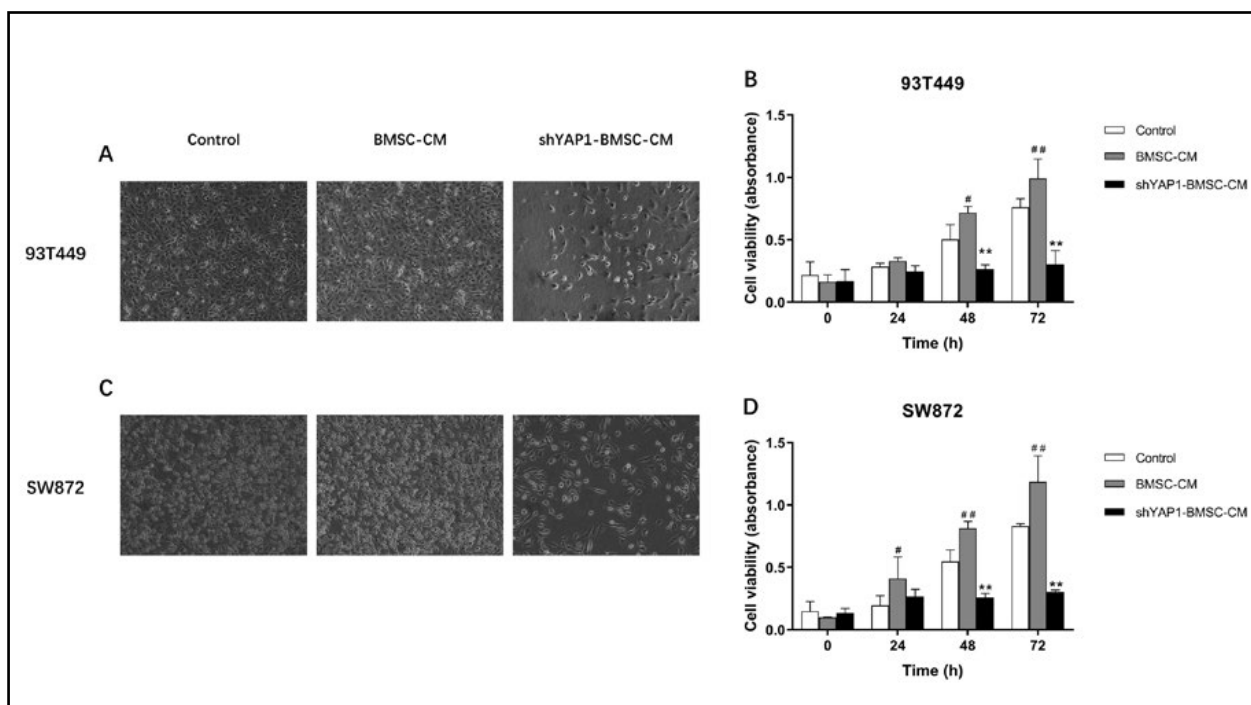 Control BMSC-CM shYAP1-BMSC-CM
A
93T449
C
SW872
B
93T449
Cell viability (absorbance)
1.5
1.0
0.5
0.0
# ##
** **
0 24 48 72
Time (h)
Control
BMSC-CM
shYAP1-BMSC-CM
D
SW872
Cell viability (absorbance)
1.5
1.0
0.5
0.0
# ## ##
** **
0 24 48 72
Time (h)
Control
BMSC-CM
shYAP1-BMSC-CM